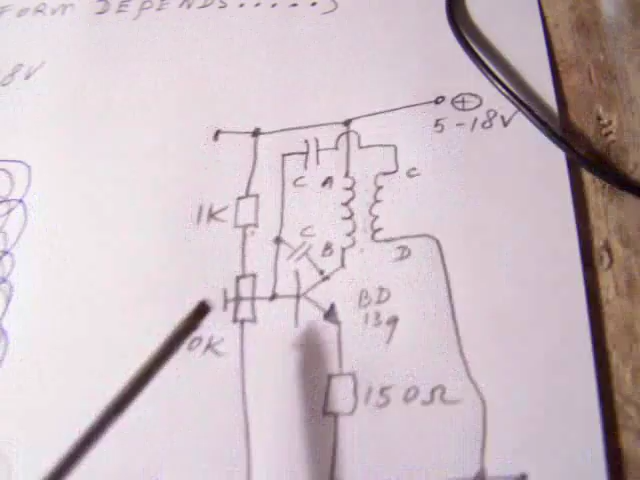 FORM DEPENDS.....)
8V
+
5-18V
C A C
1K
C
B D
BD
139
0K
150Ω